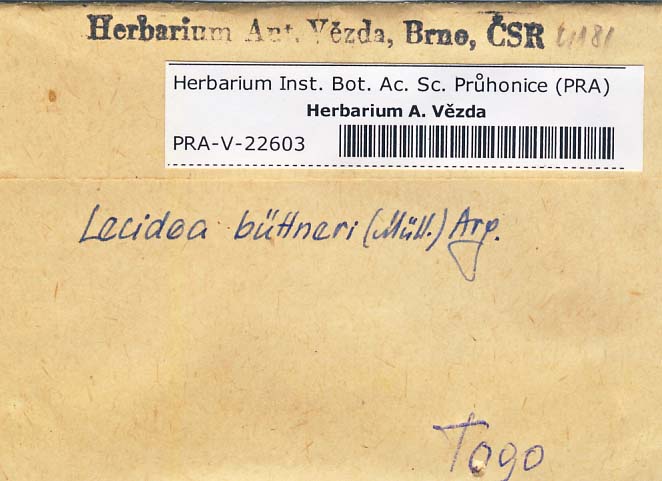 Herbarium Ant. Vězda, Brno, ČSR
Herbarium Inst. Bot. Ac. Sc. Průhonice (PRA)
Herbarium A. Vězda
PRA-V-22603
Lecidea büttneri (Müll.) Arg.
Togo